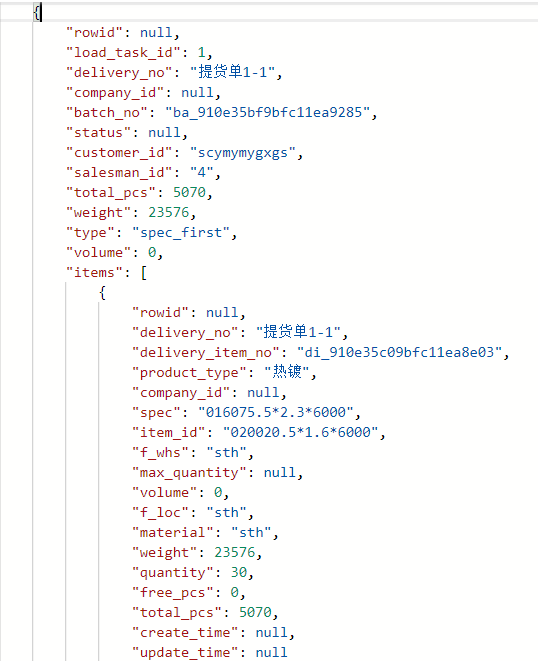 {
"rowid": null,
"load_task_id": 1,
"delivery_no": "提货单1-1",
"company_id": null,
"batch_no": "ba_910e35bf9bfc11ea9285",
"status": null,
"customer_id": "scymymygxgs",
"salesman_id": "4",
"total_pcs": 5070,
"weight": 23576,
"type": "spec_first",
"volume": 0,
"items": [
{
"rowid": null,
"delivery_no": "提货单1-1",
"delivery_item_no": "di_910e35c09bfc11ea8e03",
"product_type": "热镀",
"company_id": null,
"spec": "016075.5*2.3*6000",
"item_id": "020020.5*1.6*6000",
"f_whs": "sth",
"max_quantity": null,
"volume": 0,
"f_loc": "sth",
"material": "sth",
"weight": 23576,
"quantity": 30,
"free_pcs": 0,
"total_pcs": 5070,
"create_time": null,
"update_time": null